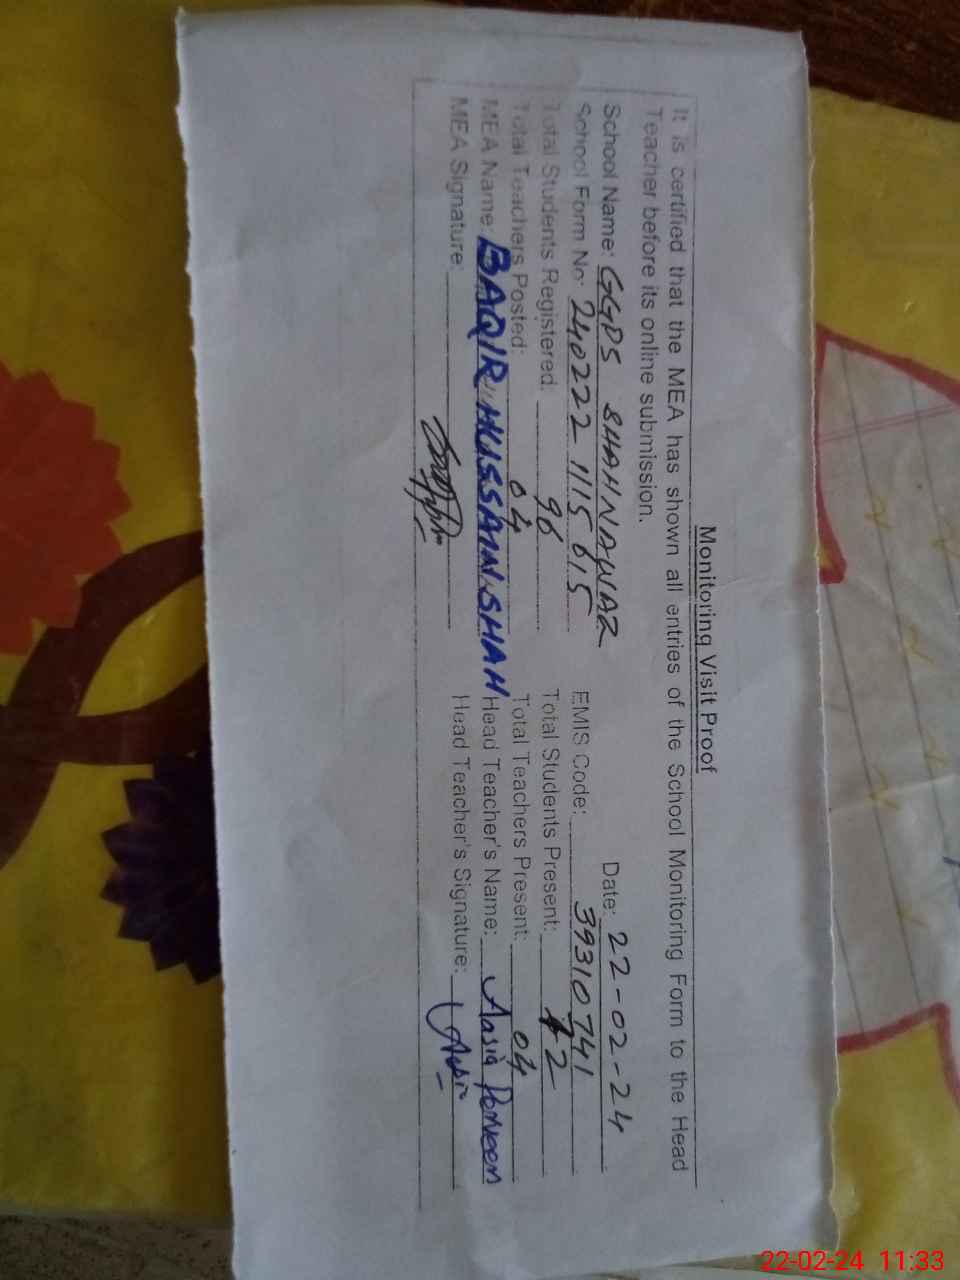 Monitoring Visit Proof
It is certified that the MEA has shown all entries of the School Monitoring Form to the Head
Teacher before its online submission.
School Name: GGPS SHAHNAWAZ Date: 22-02-24
School Form No: 240222 1115 615 EMIS Code: 39310741
Total Students Registered: 96 Total Students Present: 2
Total Teachers Posted: 04 Total Teachers Present: 04
MEA Name: BAQIR HUSSAIN SHAH Head Teacher's Name: Aasia Parveen
MEA Signature: Head Teacher's Signature: Aasia
22-02-24 11:33